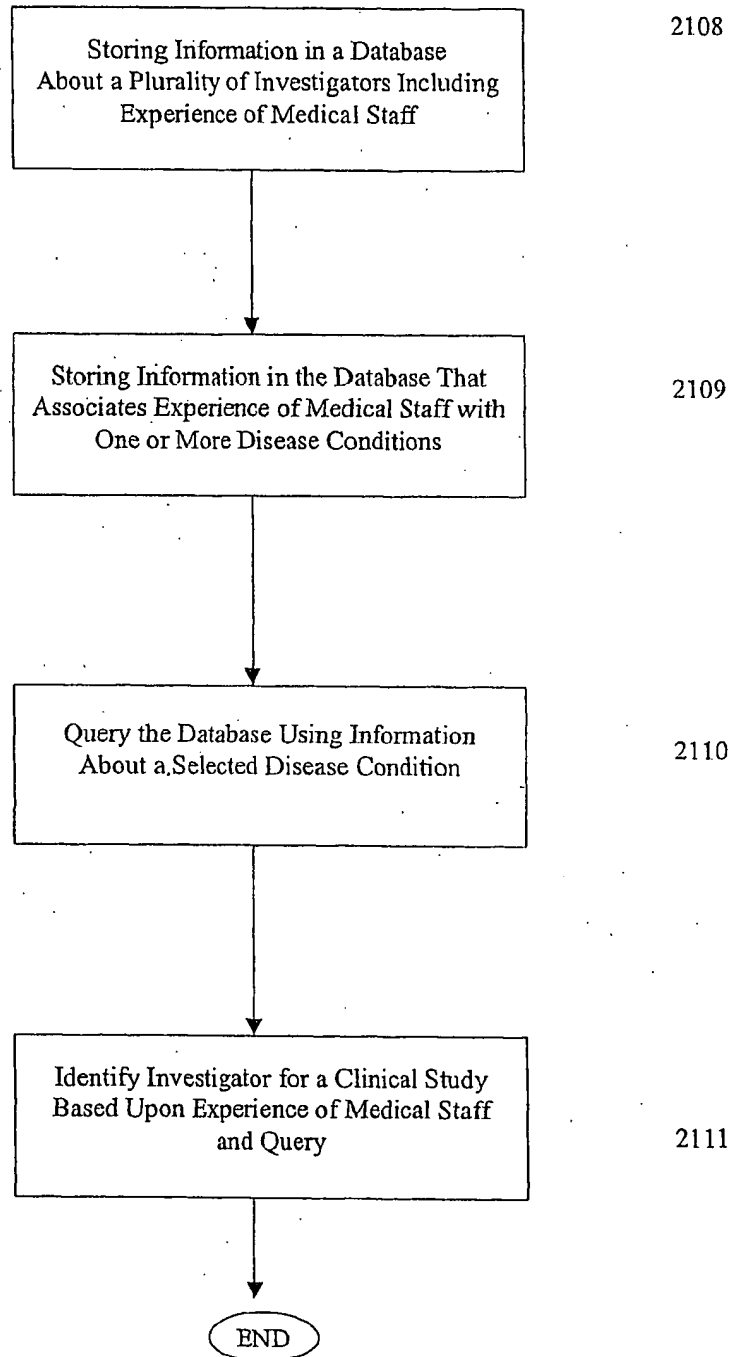 Storing Information in a Database
About a Plurality of Investigators Including
Experience of Medical Staff
2108
Storing Information in the Database That
Associates Experience of Medical Staff with
One or More Disease Conditions
2109
Query the Database Using Information
About a Selected Disease Condition
2110
Identify Investigator for a Clinical Study
Based Upon Experience of Medical Staff
and Query
2111
END